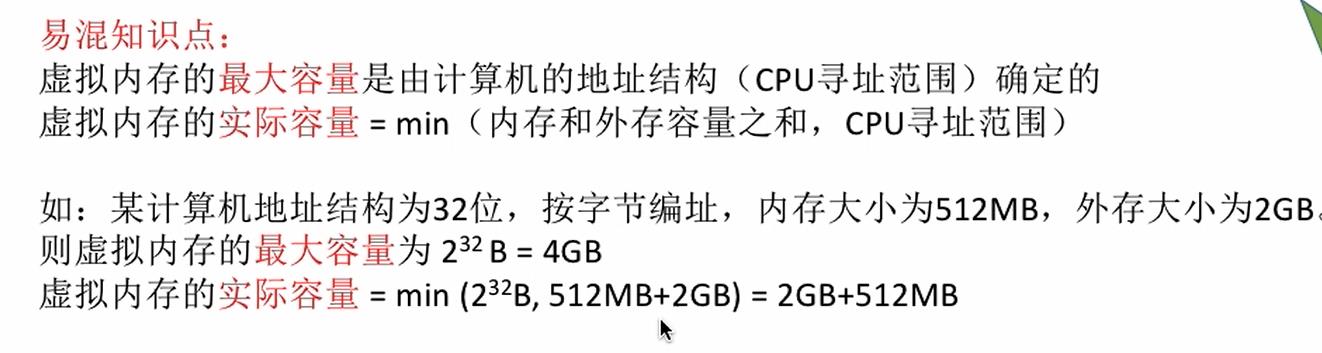 易混知识点：
虚拟内存的最大容量是由计算机的地址结构（CPU寻址范围）确定的
虚拟内存的实际容量 = min（内存和外存容量之和，CPU寻址范围）
如：某计算机地址结构为32位，按字节编址，内存大小为512MB，外存大小为2GB。
则虚拟内存的最大容量为 2³² B = 4GB
虚拟内存的实际容量 = min (2³²B, 512MB+2GB) = 2GB+512MB